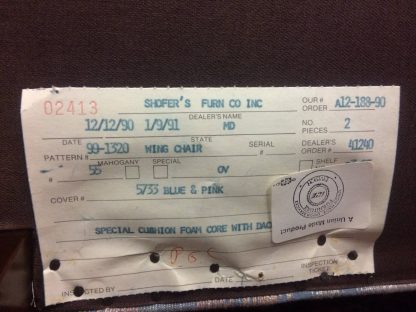 02413
SHOFER'S FURN CO INC
OUR # ORDER A12-188-90
DEALER'S NAME
12/12/90 1/9/91 MD
NO. PIECES 2
DATE
STATE
99-1320 WING CHAIR
SERIAL #
DEALER'S ORDER # 41240
PATTERN #
MAHOGANY
SPECIAL
SHELF
# 55 OV
5733 BLUE & PINK
COVER #
A Union Made Product
SPECIAL CUSHION FOAM CORE WITH DAC
INSPECTED BY
DATE
INSPECTION TICKET